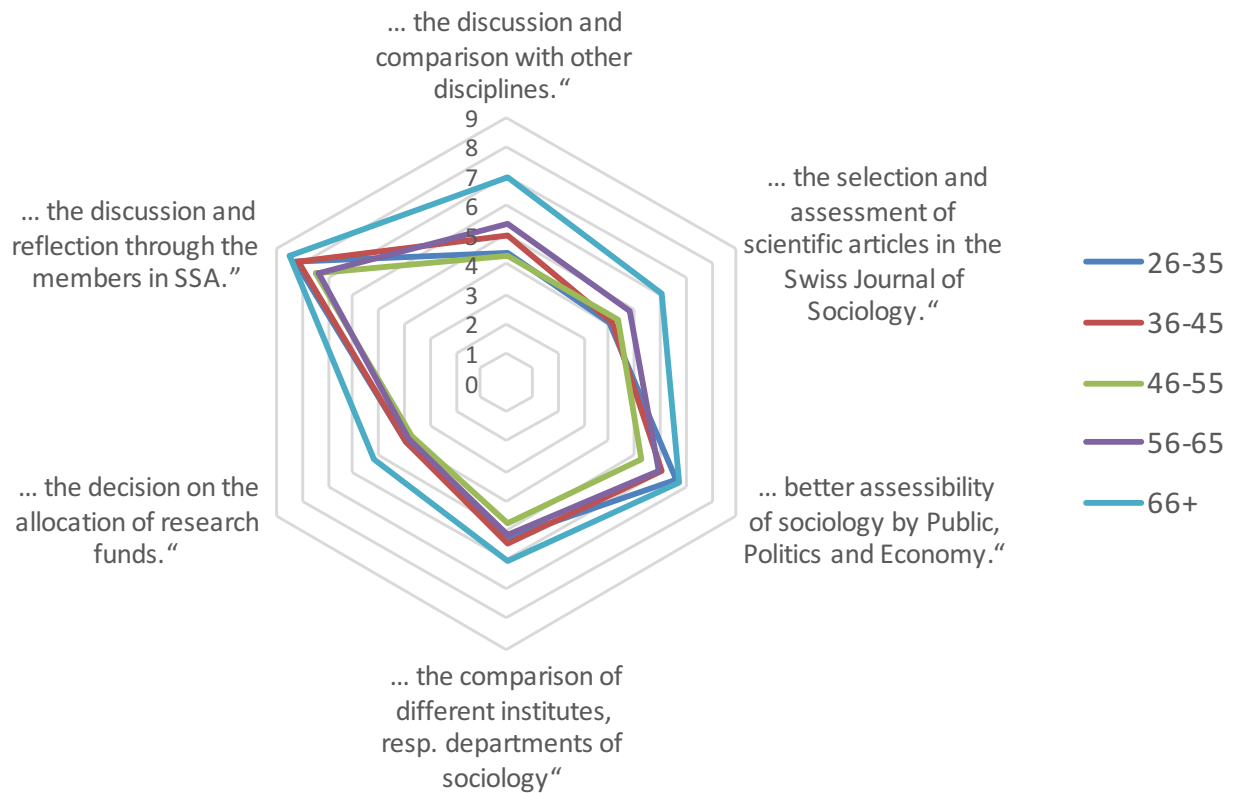 ... the discussion and
comparison with other
disciplines.“
9
8
7
6
5
4
3
2
1
0
... the selection and
assessment of
scientific articles in the
Swiss Journal of
Sociology.“
... better assessibility
of sociology by Public,
Politics and Economy.“
... the comparison of
different institutes,
resp. departments of
sociology“
... the decision on the
allocation of research
funds.“
... the discussion and
reflection through the
members in SSA.”
26-35
36-45
46-55
56-65
66+